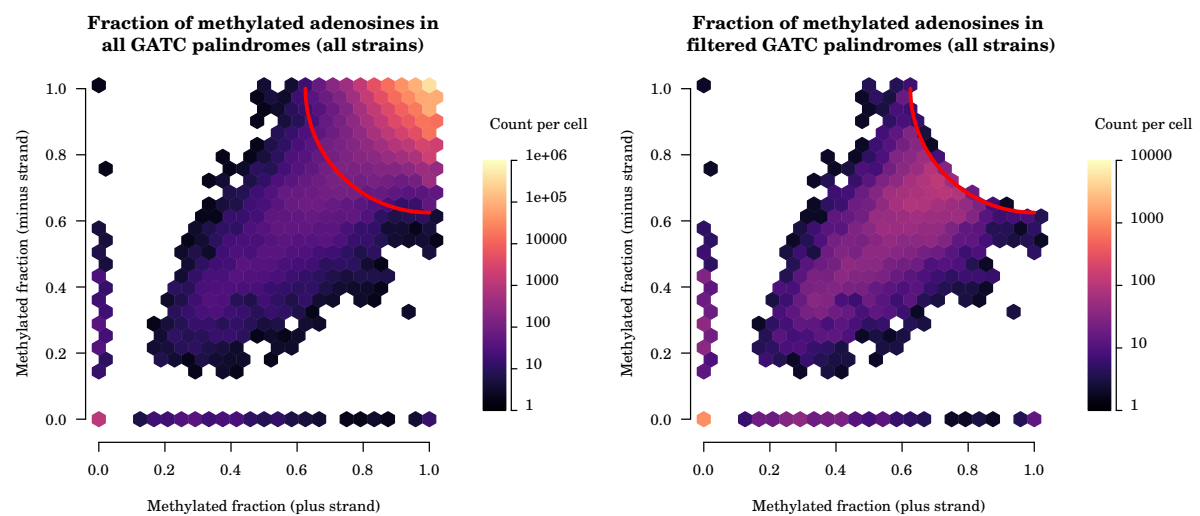 Fraction of methylated adenosines in
all GATC palindromes (all strains)
Methylated fraction (minus strand)
1.0
0.8
0.6
0.4
0.2
0.0
0.0 0.2 0.4 0.6 0.8 1.0
Methylated fraction (plus strand)
Count per cell
1e+06
1e+05
10000
1000
100
10
1
Fraction of methylated adenosines in
filtered GATC palindromes (all strains)
Methylated fraction (minus strand)
1.0
0.8
0.6
0.4
0.2
0.0
0.0 0.2 0.4 0.6 0.8 1.0
Methylated fraction (plus strand)
Count per cell
10000
1000
100
10
1